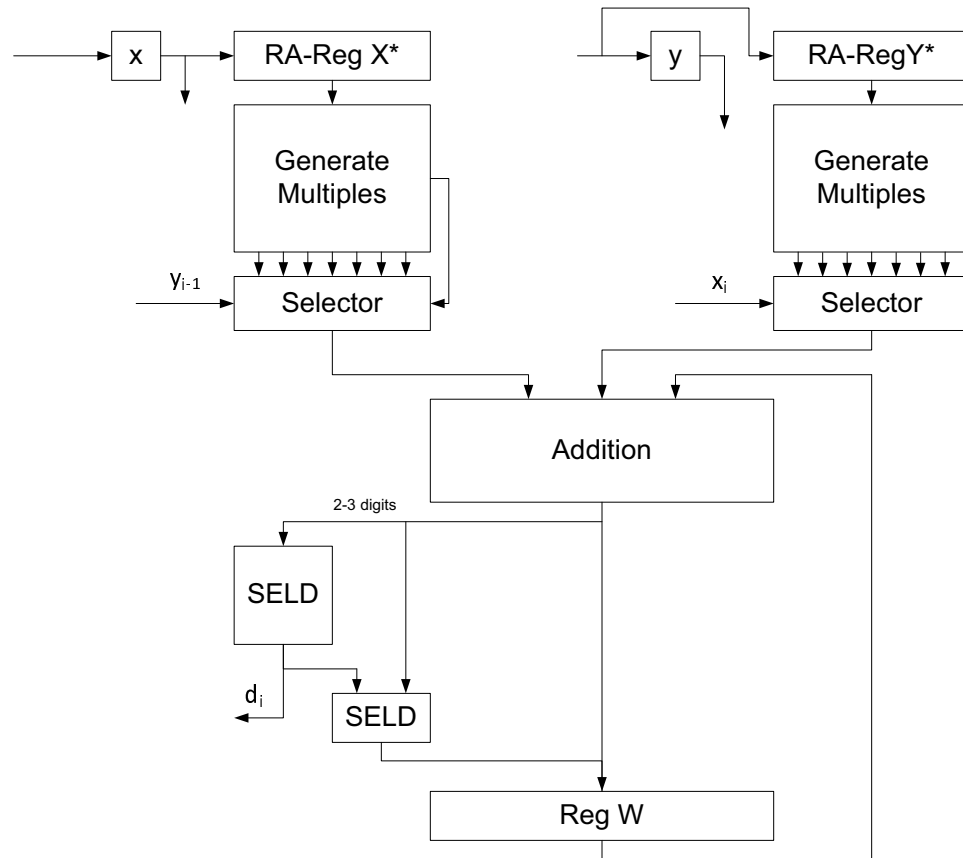 x
RA-Reg X*
y
RA-RegY*
Generate
Multiples
Generate
Multiples
yi-1
Selector
xi
Selector
Addition
2-3 digits
SELD
di
SELD
Reg W